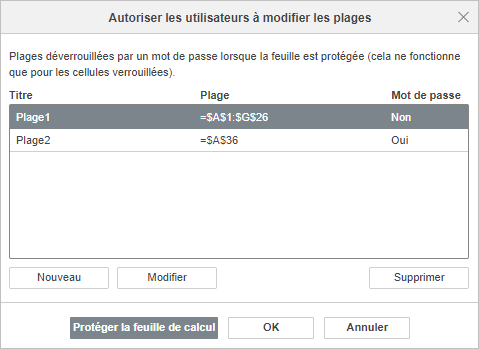 Autoriser les utilisateurs à modifier les plages
Plages déverrouillées par un mot de passe lorsque la feuille est protégée (cela ne fonctionne
que pour les cellules verrouillées).
Titre Plage Mot de passe
Plage1 =$A$1:$G$26 Non
Plage2 =$A$36 Oui
Nouveau Modifier Supprimer
Protéger la feuille de calcul OK Annuler